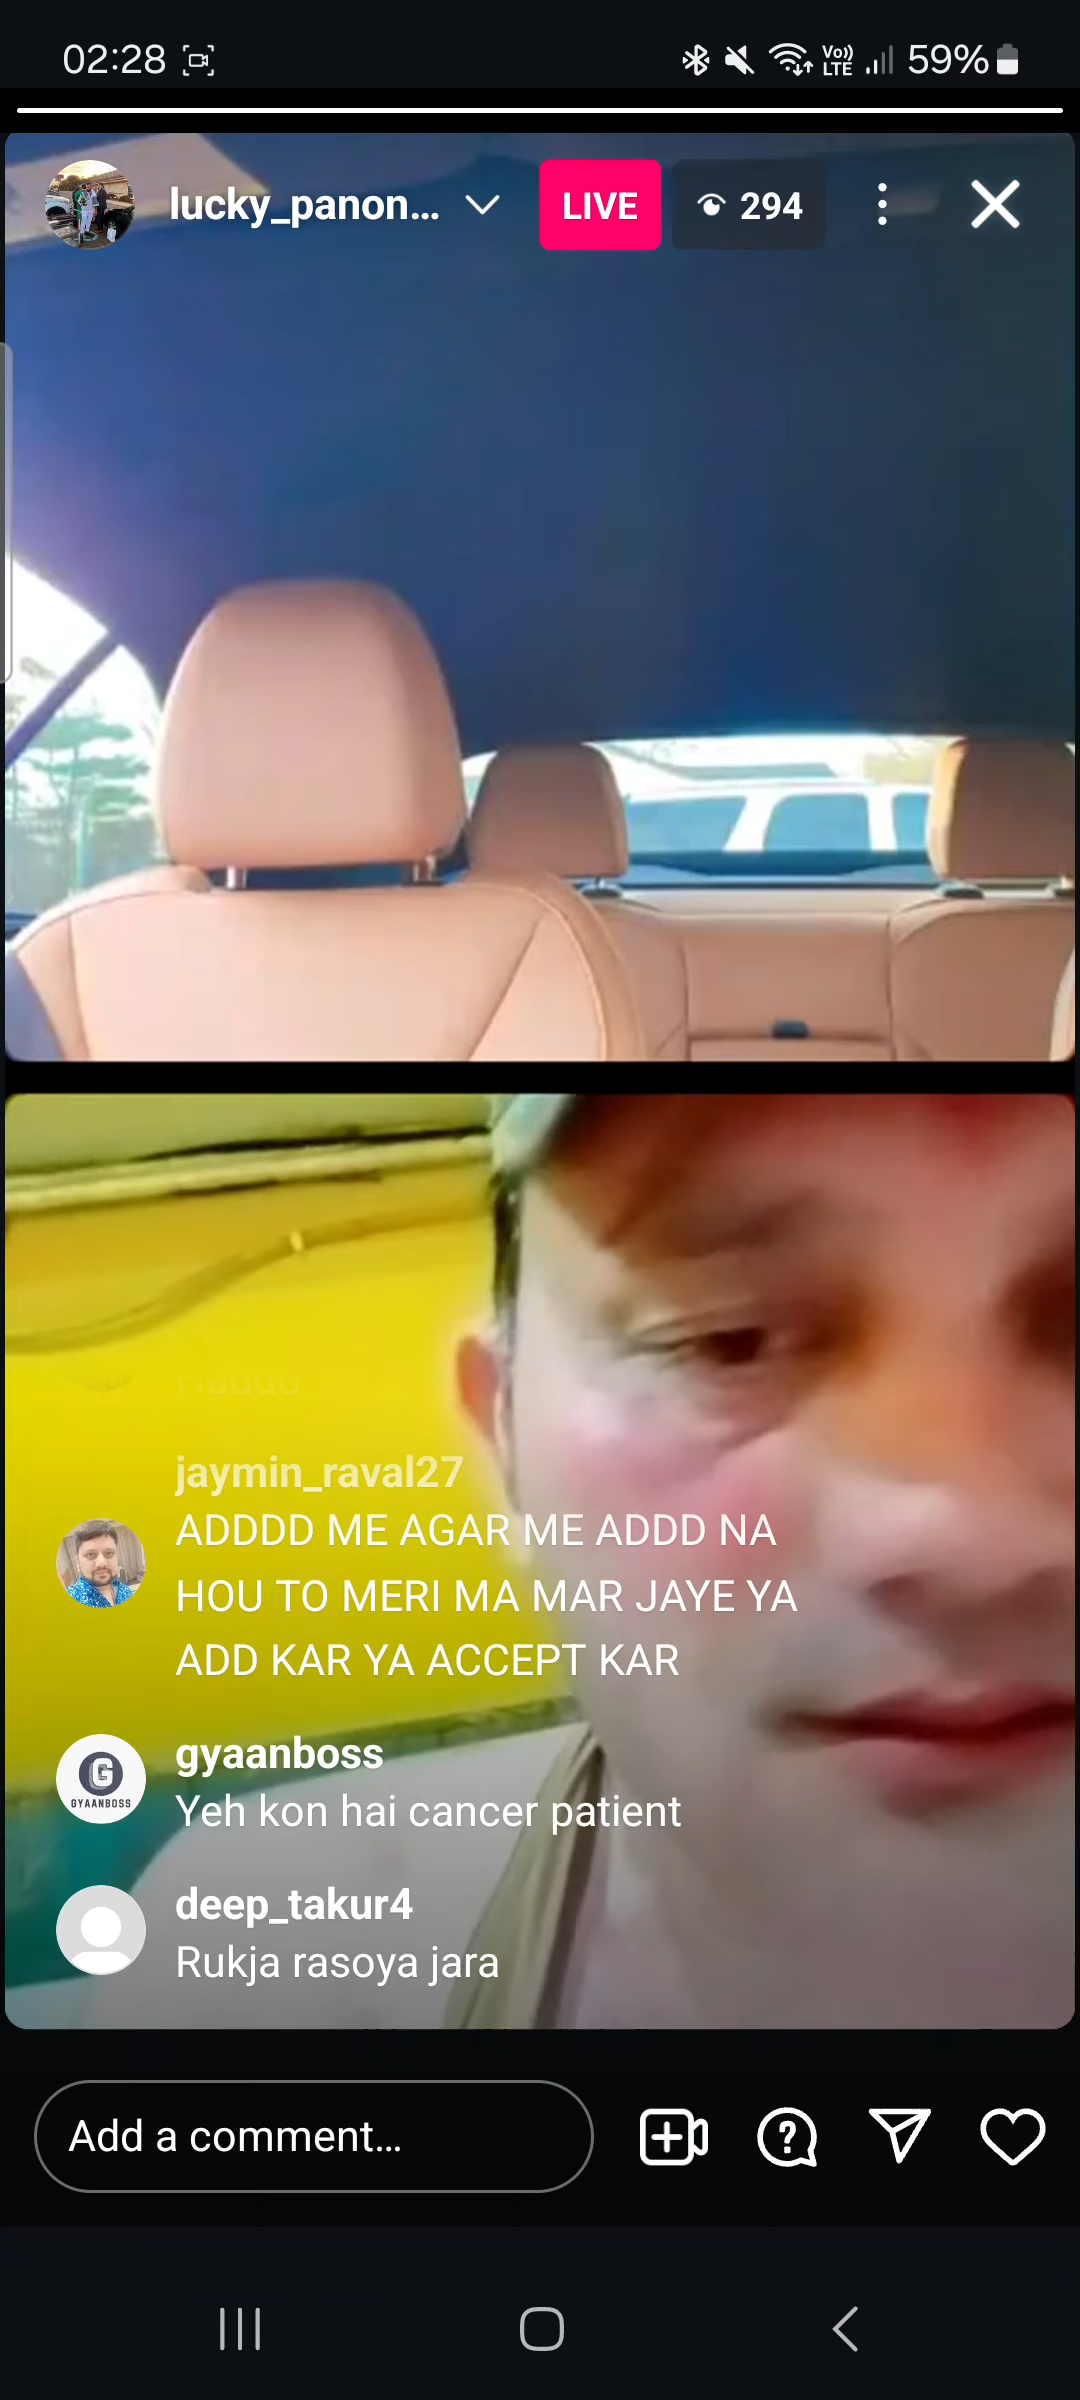 02:28
Vo))
LTE
59%
lucky_panon...
LIVE
294
jaymin_raval27
ADDDD ME AGAR ME ADDD NA
HOU TO MERI MA MAR JAYE YA
ADD KAR YA ACCEPT KAR
G
GYAANBOSS
gyaanboss
Yeh kon hai cancer patient
deep_takur4
Rukja rasoya jara
Add a comment...